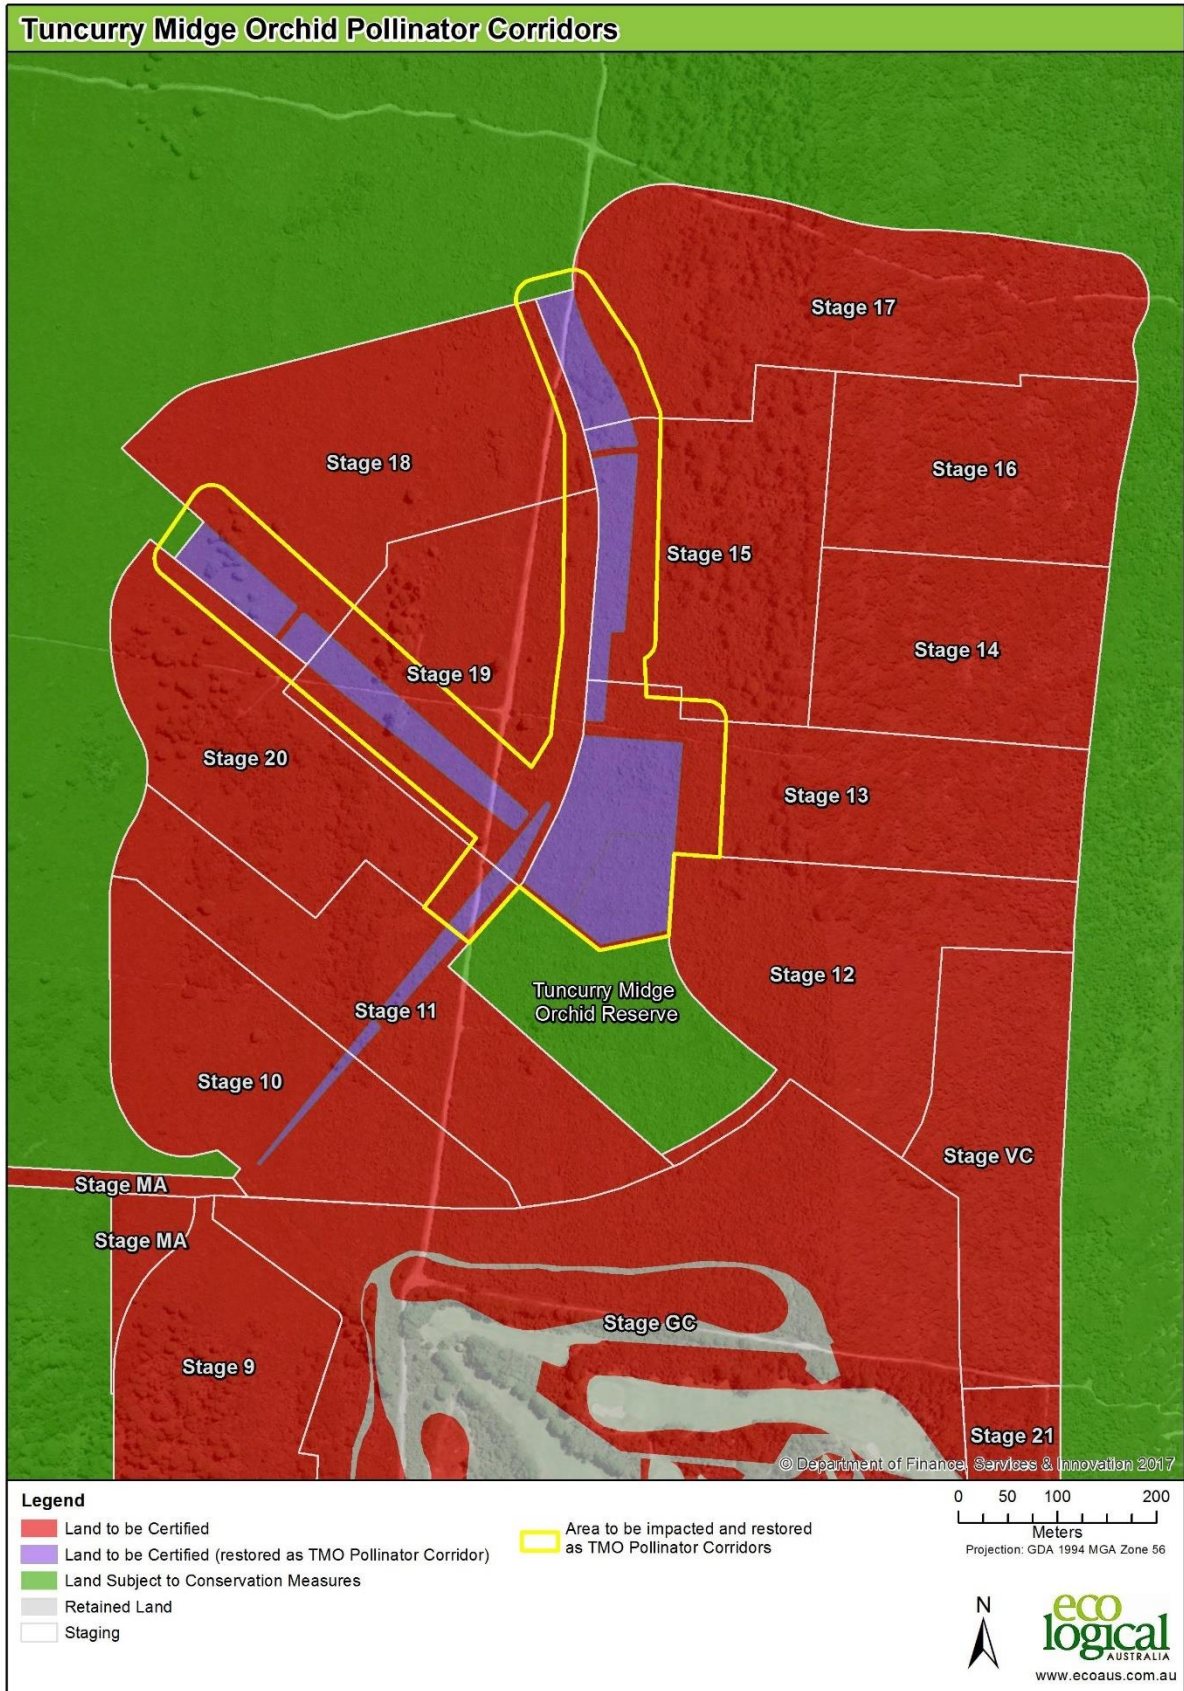 Tuncurry Midge Orchid Pollinator Corridors
Stage 17
Stage 18
Stage 16
Stage 15
Stage 14
Stage 19
Stage 20
Stage 13
Stage 12
Tuncurry Midge
Orchid Reserve
Stage 11
Stage 10
Stage VC
Stage MA
Stage MA
Stage GC
Stage 9
Stage 21
© Department of Finance, Services & Innovation 2017
Legend
Land to be Certified
Land to be Certified (restored as TMO Pollinator Corridor)
Land Subject to Conservation Measures
Retained Land
Staging
Area to be impacted and restored
as TMO Pollinator Corridors
0 50 100 200
Meters
Projection: GDA 1994 MGA Zone 56
N
eco
logical
AUSTRALIA
www.ecoaus.com.au